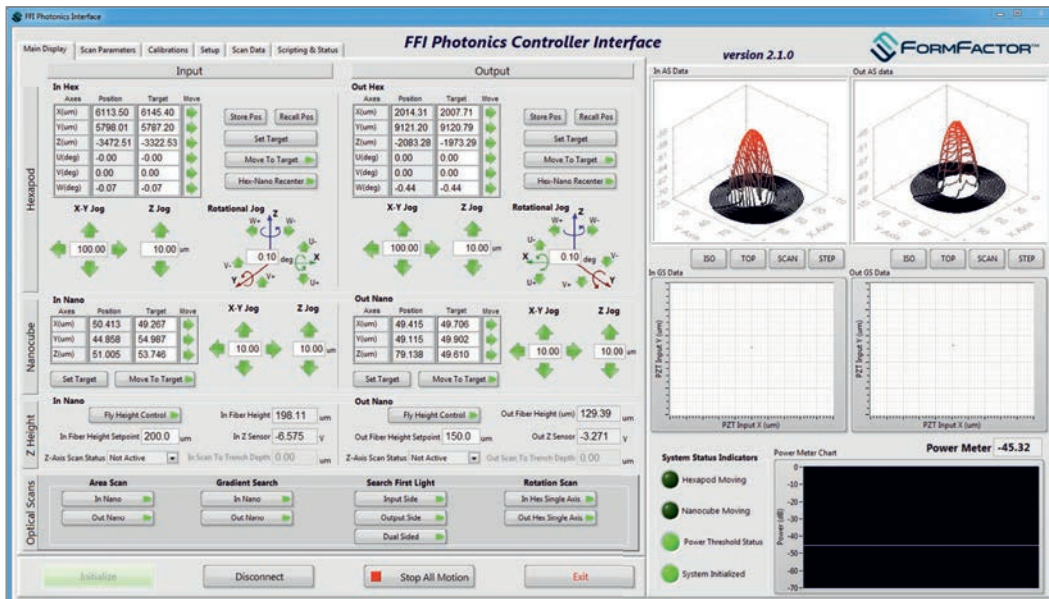 FFI Photonics Interface
Main Display Scan Parameters Calibrations Setup Scan Data Scripting & Status
FFI Photonics Controller Interface
version 2.1.0
FORMFACTOR™
Input
Output
Hexapod
In Hex
Axes Position Target Move
X(um) 6113.50 6145.40
Y(um) 5798.01 5787.20
Z(um) -3472.51 -3322.53
U(deg) -0.00 -0.00
V(deg) 0.00 0.00
W(deg) -0.07 -0.07
Store Pos Recall Pos
Set Target
Move To Target
Hex-Nano Recenter
X-Y Jog Z Jog Rotational Jog
100.00 10.00 um 0.10 deg
Z
W+ W-
U-
X
V-
Y
V+
U+
Out Hex
Axes Position Target Move
X(um) 2014.31 2007.71
Y(um) 9121.20 9120.79
Z(um) -2083.28 -1973.29
U(deg) 0.00 0.00
V(deg) 0.00 0.00
W(deg) -0.44 -0.44
Store Pos Recall Pos
Set Target
Move To Target
Hex-Nano Recenter
X-Y Jog Z Jog Rotational Jog
100.00 10.00 um 0.10 deg
Z
W+ W-
V-
X
U-
U+
V+
Y
Nanocube
In Nano
Axes Position Target Move
X(um) 50.413 49.267
Y(um) 44.858 54.987
Z(um) 51.005 53.746
Set Target Move To Target
X-Y Jog Z Jog
10.00 10.00 um
Out Nano
Axes Position Target Move
X(um) 49.415 49.706
Y(um) 49.115 49.902
Z(um) 79.138 49.610
Set Target Move To Target
X-Y Jog Z Jog
10.00 10.00 um
Z Height
In Nano
Fly Height Control In Fiber Height 198.11 um
In Fiber Height Setpoint 200.0 um In Z Sensor -6.575 V
Z-Axis Scan Status Not Active In Scan To Trench Depth 0.00 um
Out Nano
Fly Height Control Out Fiber Height (um) 129.39 um
Out Fiber Height Setpoint 150.0 um Out Z Sensor -3.271 V
Z-Axis Scan Status Not Active Out Scan To Trench Depth 0.00 um
Optical Scans
Area Scan Gradient Search Search First Light Rotation Scan
In Nano In Nano Input Side In Hex Single Axis
Out Nano Out Nano Output Side Out Hex Single Axis
Dual Sided
Initialize Disconnect Stop All Motion Exit
In AS Data
Y Axis X Axis
ISO TOP SCAN STEP
Out AS data
Y Axis X Axis
ISO TOP SCAN STEP
In GS Data
PZT Input Y (um)
PZT Input X (um)
Out GS Data
PZT Input Y (um)
PZT Input X (um)
System Status Indicators
Hexapod Moving
Nanocube Moving
Power Threshold Status
System Initialized
Power Meter Chart
Power Meter -45.32
Power (dB)
0
-10
-20
-30
-40
-50
-60
-70